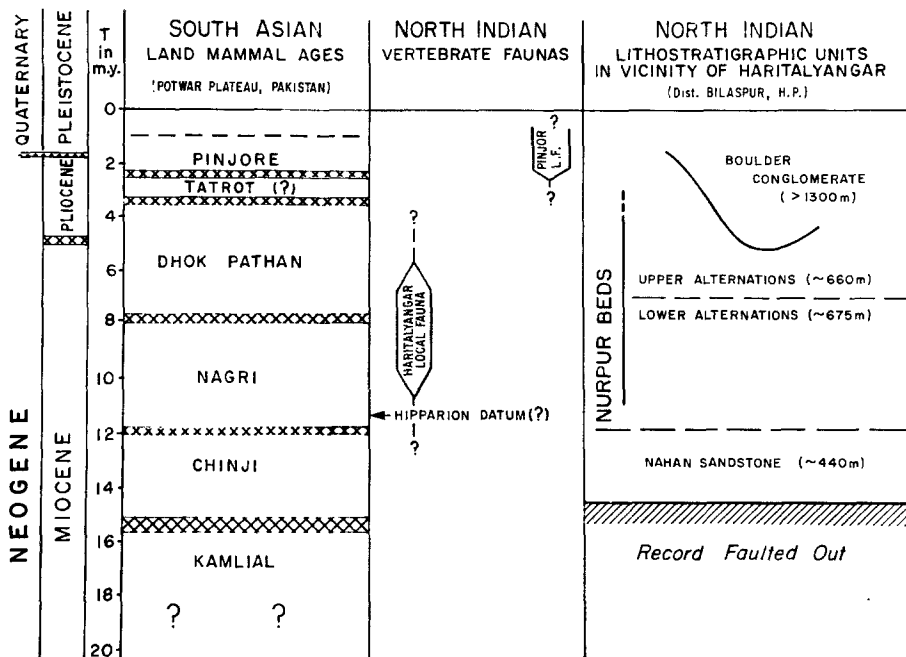 QUATERNARY
PLEISTOCENE
PLIOCENE
NEOGENE
MIOCENE
T
in
m.y.
0
2
4
6
8
10
12
14
16
18
20
SOUTH ASIAN
LAND MAMMAL AGES
(POTWAR PLATEAU, PAKISTAN)
PINJORE
TATROT (?)
DHOK PATHAN
NAGRI
CHINJI
KAMLIAL
? ?
NORTH INDIAN
VERTEBRATE FAUNAS
?
PINJOR
L.F.
?
?
HARITALYANGAR
LOCAL FAUNA
HIPPARION DATUM(?)
?
NORTH INDIAN
LITHOSTRATIGRAPHIC UNITS
IN VICINITY OF HARITALYANGAR
(DIST. BILASPUR, H.P.)
BOULDER
CONGLOMERATE
(>1300m)
NURPUR BEDS
UPPER ALTERNATIONS (~660m)
LOWER ALTERNATIONS (~675m)
NAHAN SANDSTONE (~440m)
Record Faulted Out